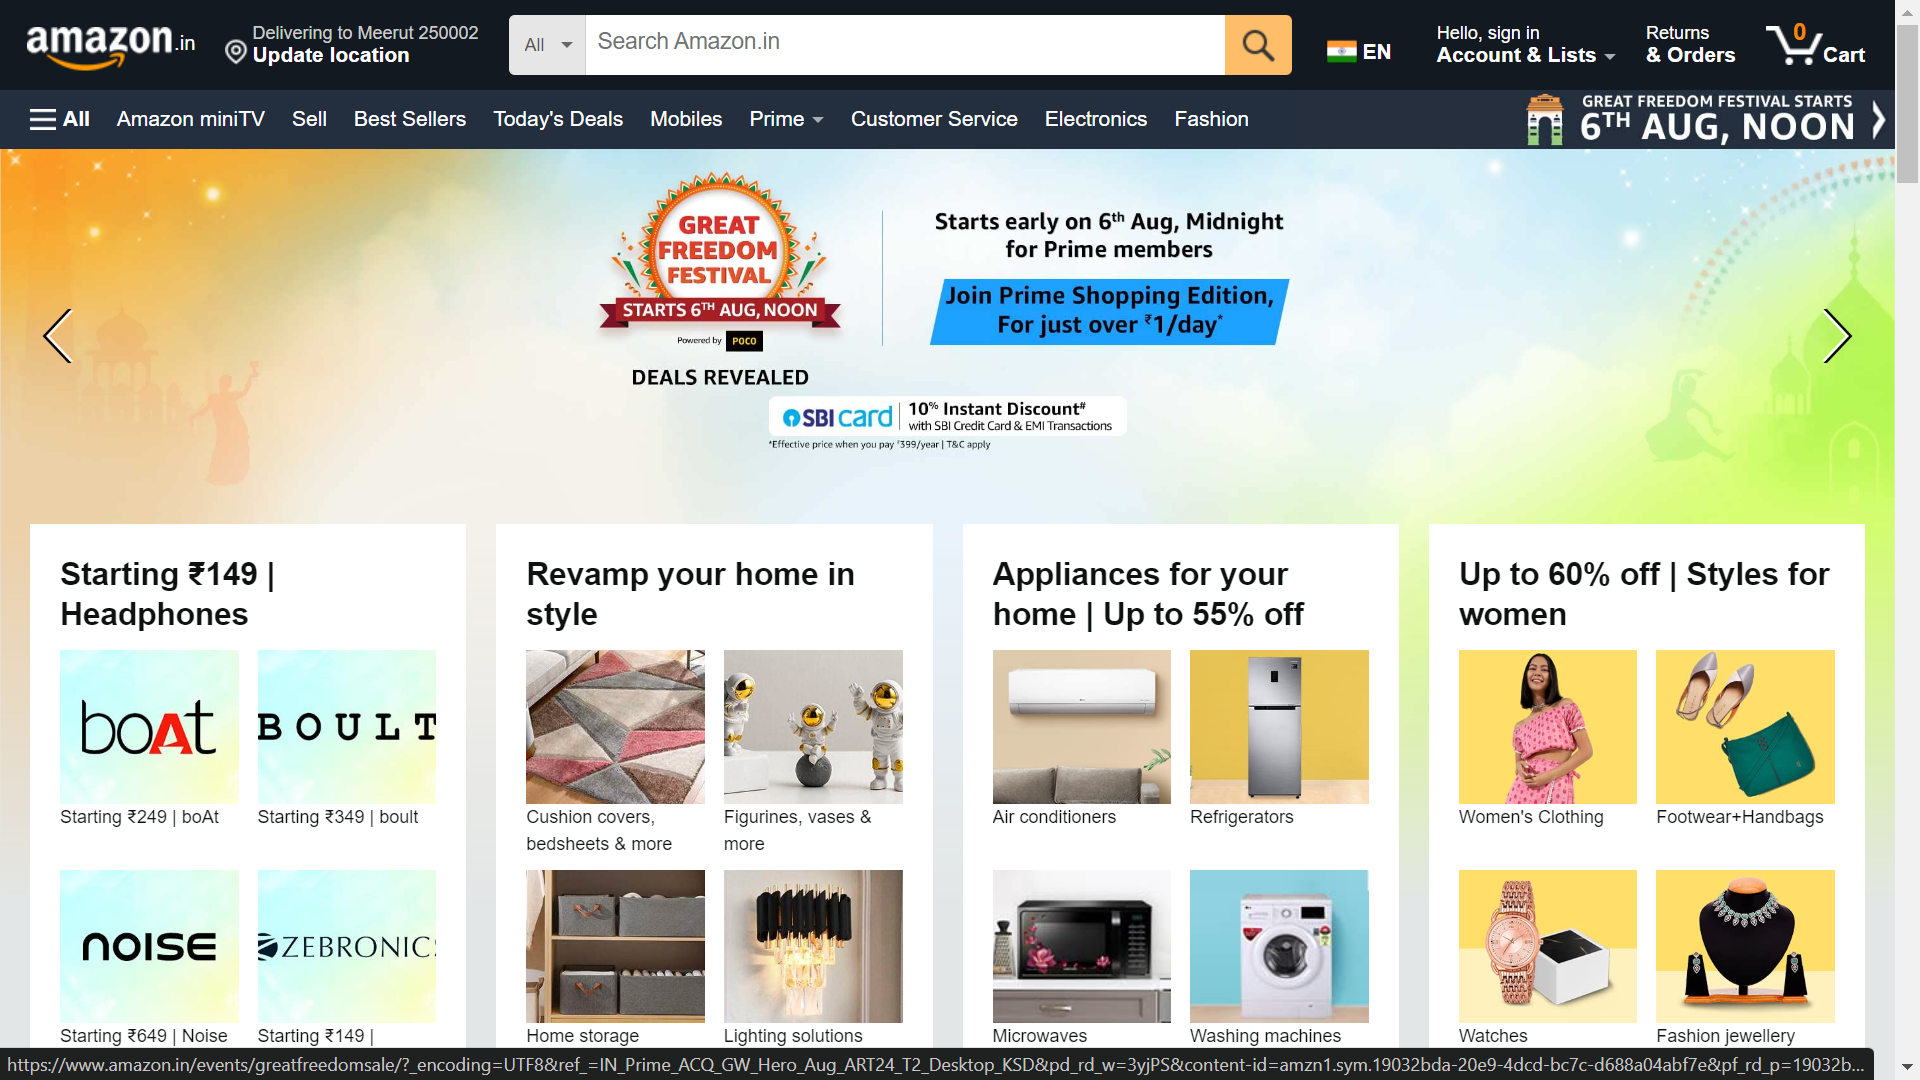 amazon.in
Delivering to Meerut 250002
Update location
All
Search Amazon.in
EN
Hello, sign in
Account & Lists
Returns
& Orders
0
Cart
All
Amazon miniTV
Sell
Best Sellers
Today's Deals
Mobiles
Prime
Customer Service
Electronics
Fashion
GREAT FREEDOM FESTIVAL STARTS
6TH AUG, NOON
GREAT
FREEDOM
FESTIVAL
STARTS 6TH AUG, NOON
Powered by POCO
DEALS REVEALED
Starts early on 6th Aug, Midnight
for Prime members
Join Prime Shopping Edition,
For just over ₹1/day*
SBI card
10% Instant Discount#
with SBI Credit Card & EMI Transactions
*Effective price when you pay ₹399/year | T&C apply
Starting ₹149 |
Headphones
boAt
BOULT
Starting ₹249 | boAt
Starting ₹349 | boult
noise
ZEBRONIC
Starting ₹649 | Noise
Starting ₹149 |
Revamp your home in
style
Cushion covers,
bedsheets & more
Figurines, vases &
more
Home storage
Lighting solutions
Appliances for your
home | Up to 55% off
Air conditioners
Refrigerators
Microwaves
Washing machines
Up to 60% off | Styles for
women
Women's Clothing
Footwear+Handbags
Watches
Fashion jewellery
https://www.amazon.in/events/greatfreedomsale/?_encoding=UTF8&ref_=IN_Prime_ACQ_GW_Hero_Aug_ART24_T2_Desktop_KSD&pd_rd_w=3yjPS&content-id=amzn1.sym.19032bda-20e9-4dcd-bc7c-d688a04abf7e&pf_rd_p=19032b...